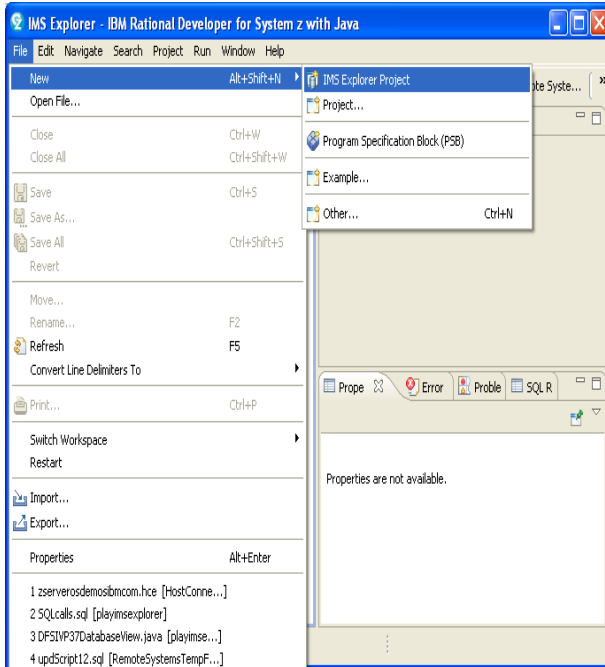 IMS Explorer - IBM Rational Developer for System z with Java
File Edit Navigate Search Project Run Window Help
New Alt+Shift+N
Open File...
Close Ctrl+W
Close All Ctrl+Shift+W
Save Ctrl+S
Save As...
Save All Ctrl+Shift+S
Revert
Move...
Rename... F2
Refresh F5
Convert Line Delimiters To
Print... Ctrl+P
Switch Workspace
Restart
Import...
Export...
Properties Alt+Enter
1 zserverosdemosibmcom.hce [HostConne...]
2 SQLcalls.sql [playimsexplorer]
3 DFSIVP37DatabaseView.java [playimse...]
4 updScript12.sql [RemoteSystemsTempF...]
IMS Explorer Project
Project...
Program Specification Block (PSB)
Example...
Other... Ctrl+N
ote Syste... »
Prope Error Proble SQL R
Properties are not available.